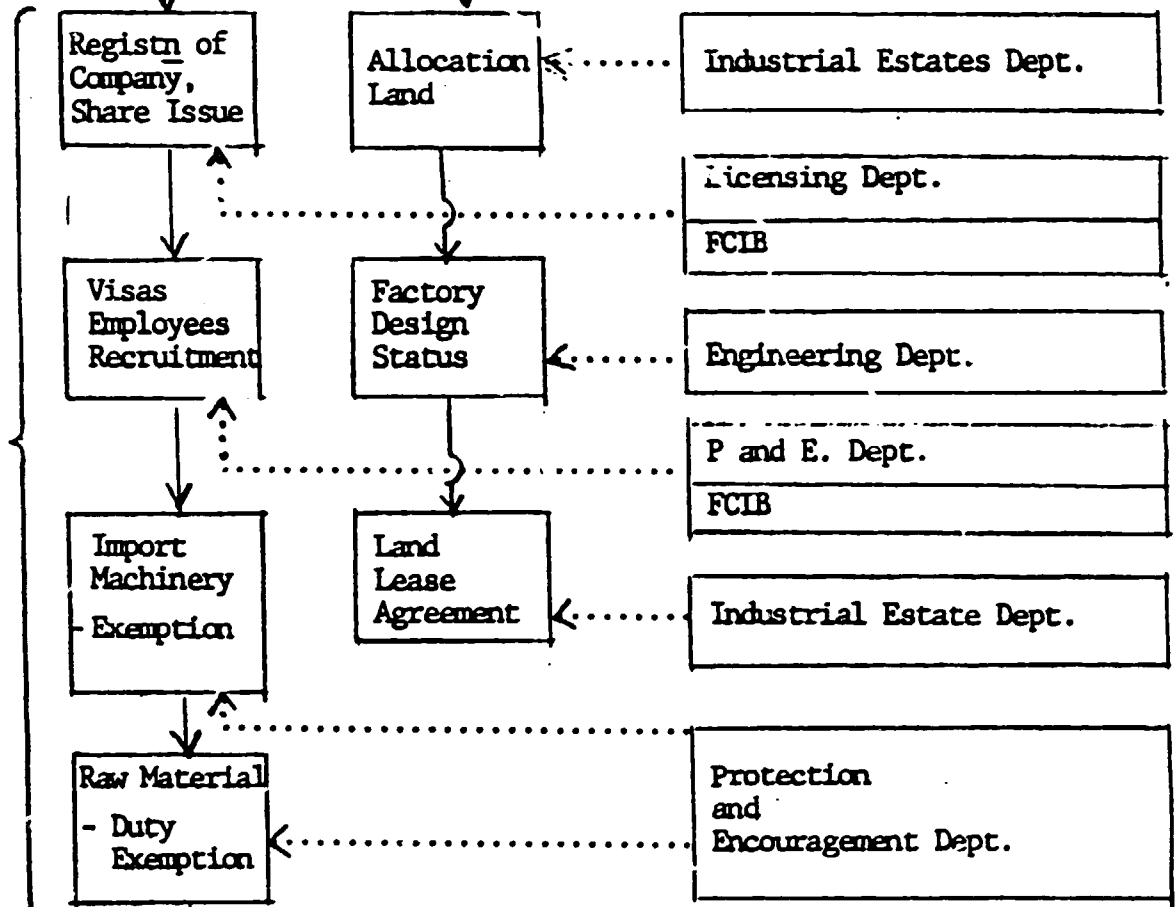 Registn of
Company,
Share Issue
Allocation
Land
Industrial Estates Dept.
Licensing Dept.
FCIB
Visas
Employees
Recruitment
Factory
Design
Status
Engineering Dept.
P and E. Dept.
FCIB
Import
Machinery
- Exemption
Land
Lease
Agreement
Industrial Estate Dept.
Raw Material
- Duty
Exemption
Protection
and
Encouragement Dept.